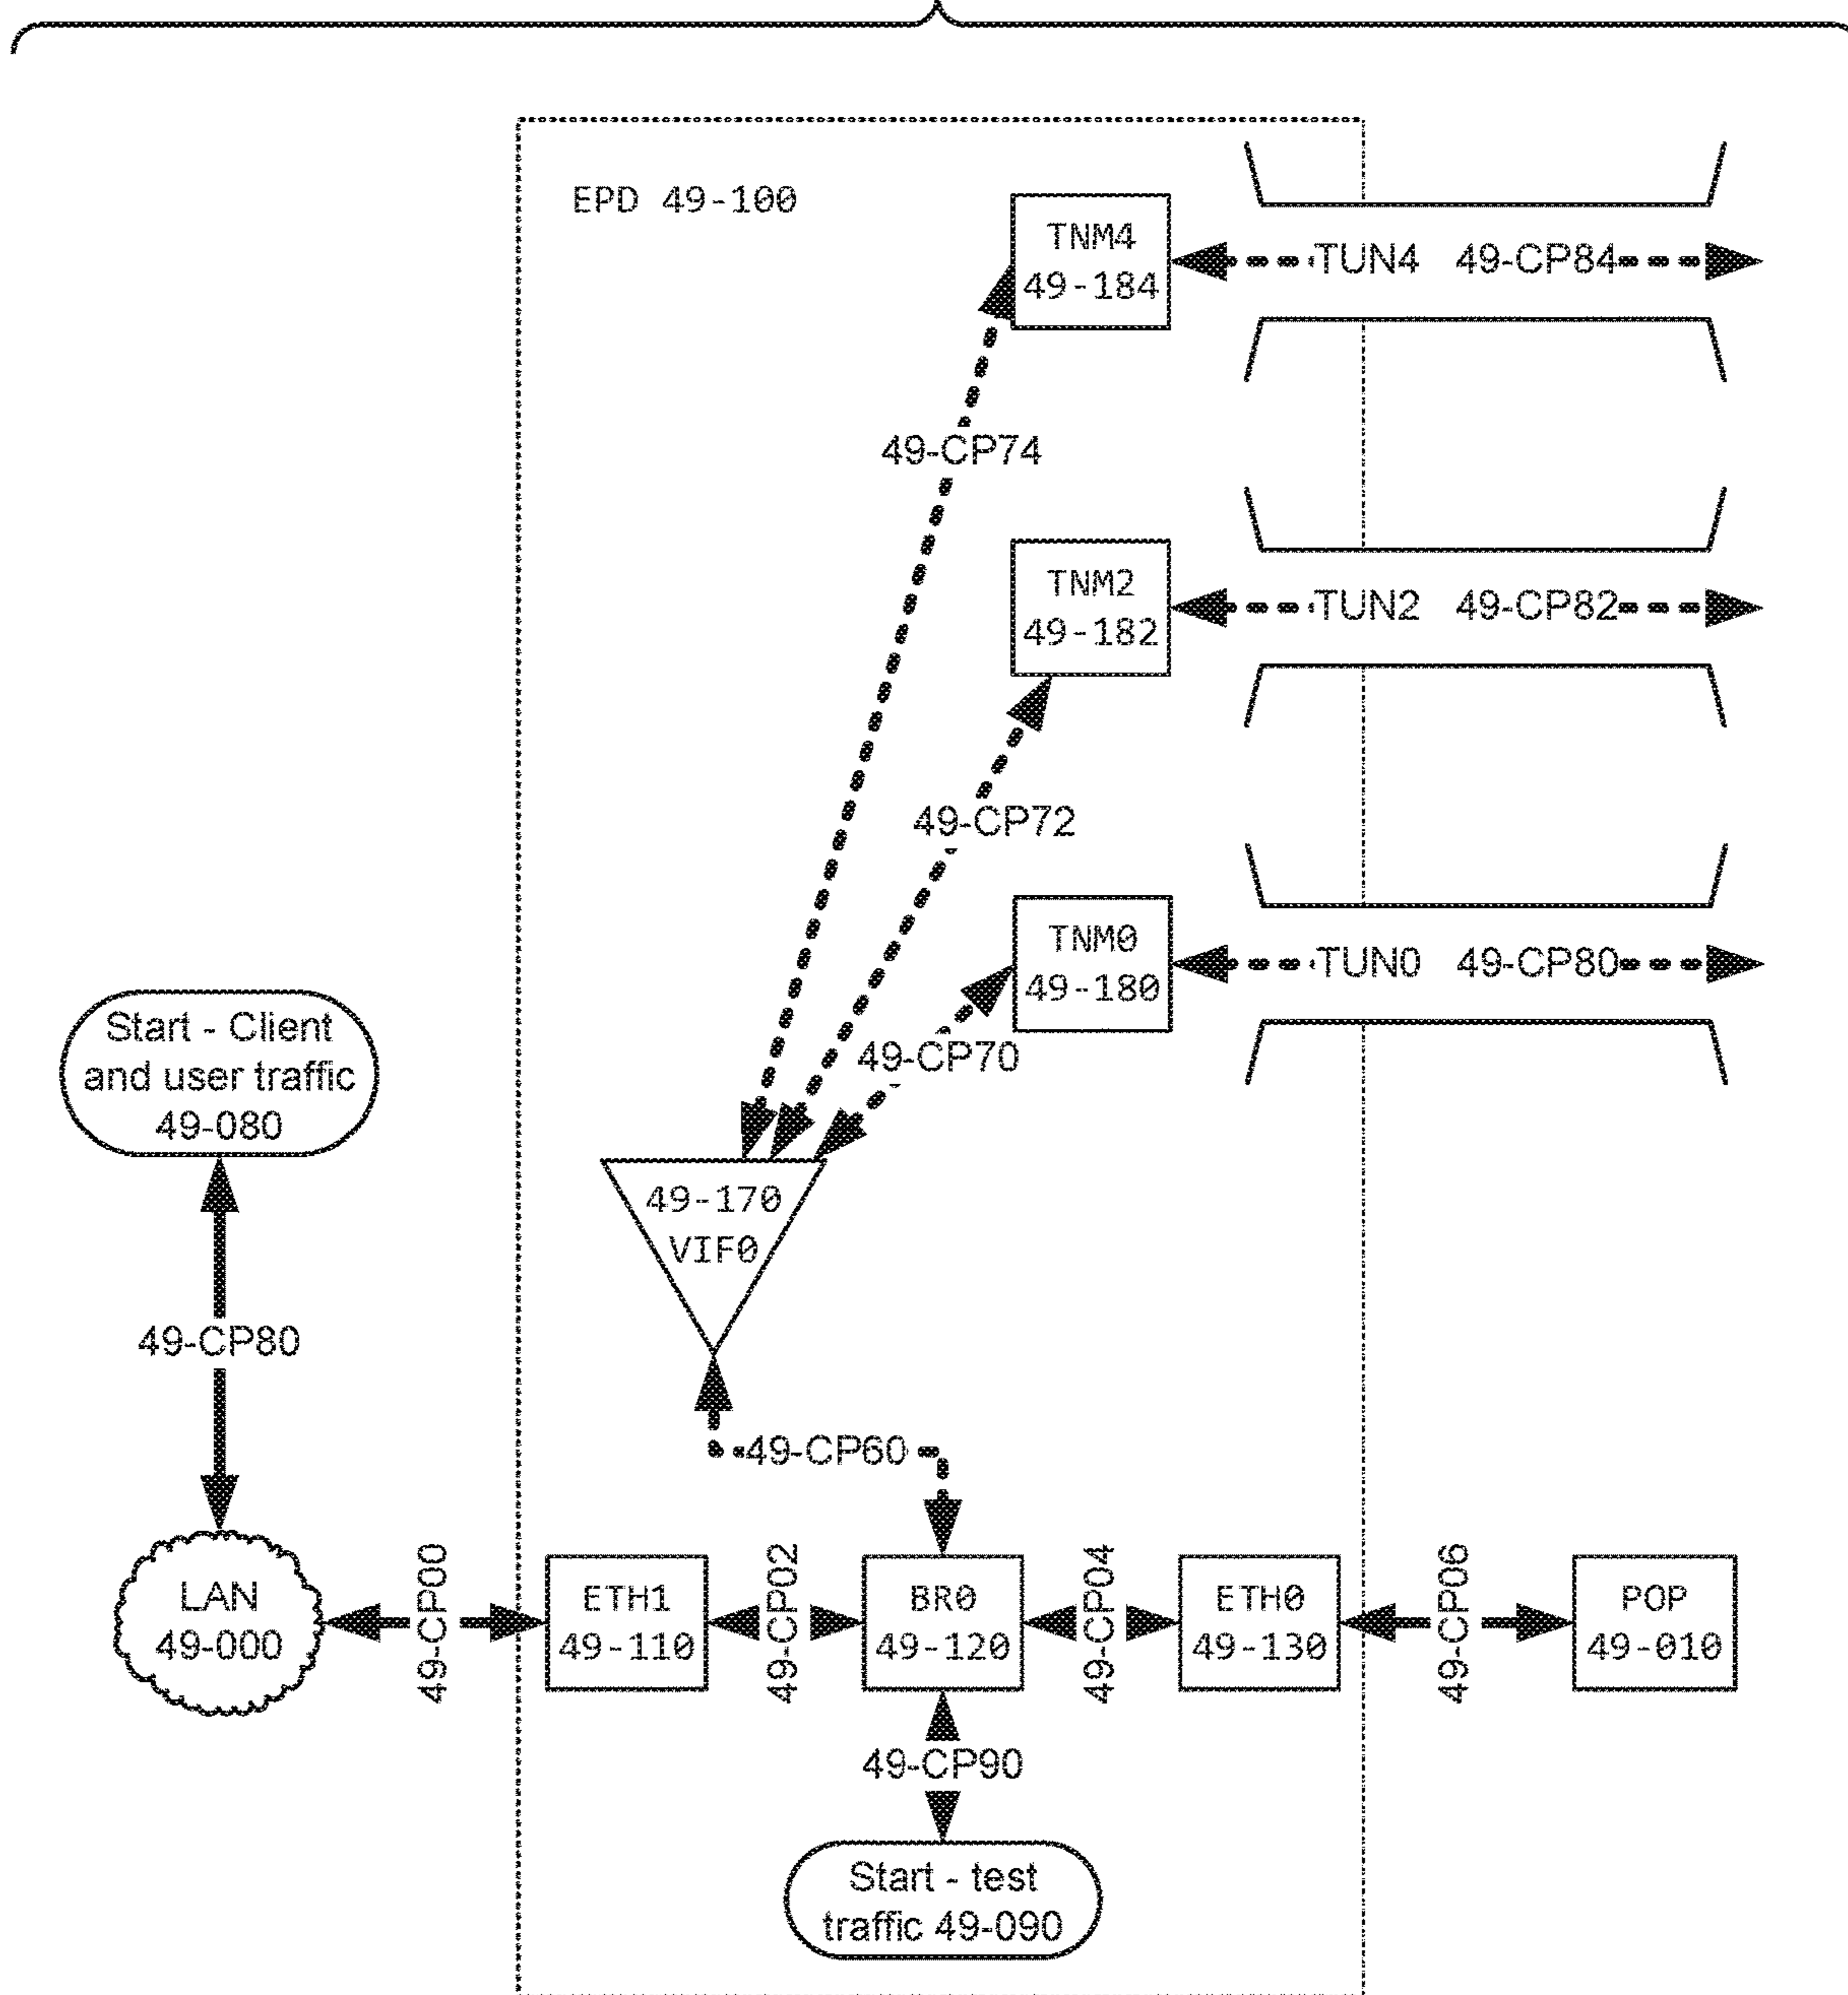 EPD 49-100
TNM4
49-184
TUN4 49-CP84
49-CP74
TNM2
49-182
TUN2 49-CP82
49-CP72
TNM0
49-180
TUN0 49-CP80
49-CP70
Start - Client
and user traffic
49-080
49-170
VIF0
49-CP80
49-CP60
LAN
49-000
49-CP00
ETH1
49-110
49-CP02
BR0
49-120
49-CP04
ETH0
49-130
49-CP06
POP
49-010
49-CP90
Start - test
traffic 49-090